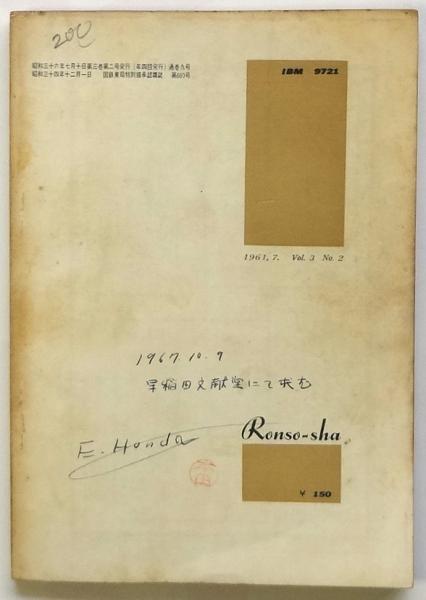 200
昭和三十六年七月十日第三巻第二号発行(年四回発行)通巻九号
昭和三十四年十二月一日 国鉄東局特別扱承認雑誌 第660号
IBM 9721
1961, 7. Vol. 3 No. 2
1967.10.9
早稲田文献堂にて求む
E. Honda
Ronso-sha
¥ 150